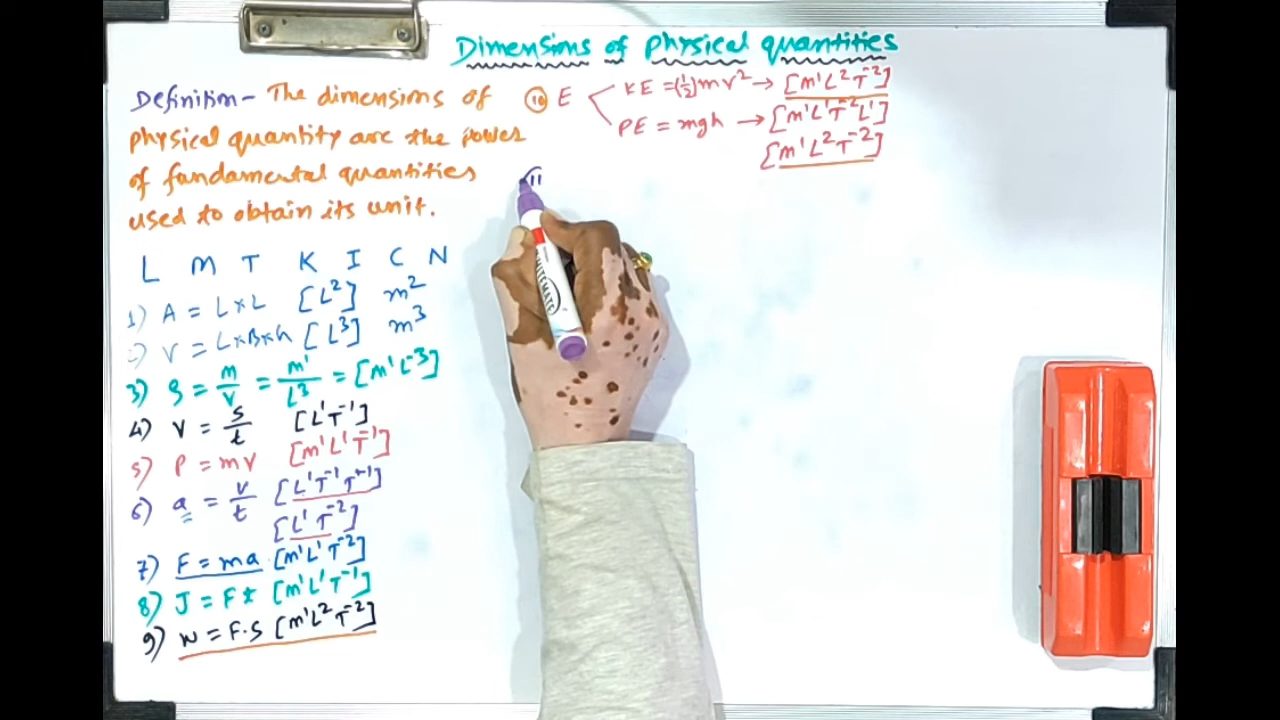 Dimensions of physical quantities
Definition - The dimensions of
physical quantity are the power
of fandamental quantities
used to obtain its unit.
L M T K I C N
1) A = L×L [L²] m²
2) V = L×B×h [L³] m³
3) ρ = m/V = m¹/L³ = [m¹L⁻³]
4) V = s/t [L¹T⁻¹]
5) P = mv [m¹L¹T⁻¹]
6) a = v/t [L¹T⁻¹T⁻¹]
[L¹T⁻²]
7) F = ma [m¹L¹T⁻²]
8) J = Ft [m¹L¹T⁻¹]
9) W = F·S [m¹L²T⁻²]
10 E
KE = (½)mv² → [m¹L²T⁻²]
PE = mgh → [m¹L¹T⁻²L¹]
[m¹L²T⁻²]
11
WHITEMATE